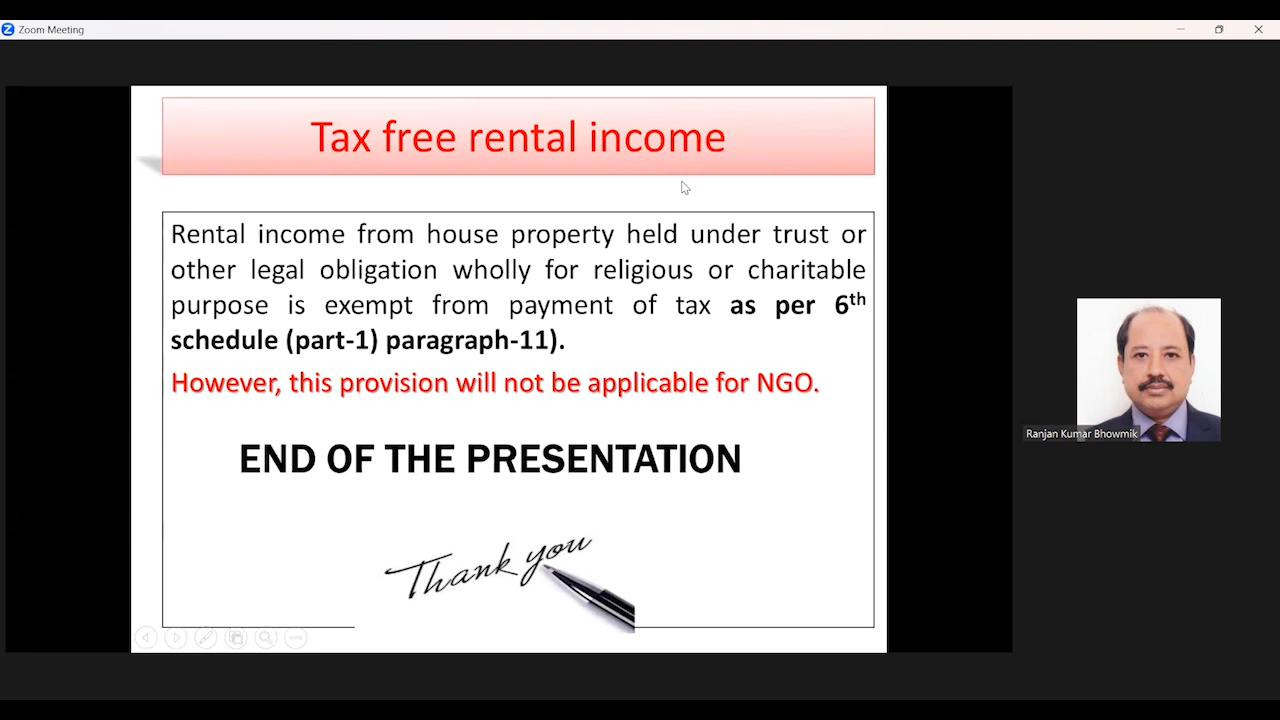 Zoom Meeting
Tax free rental income
Rental income from house property held under trust or
other legal obligation wholly for religious or charitable
purpose is exempt from payment of tax as per 6th
schedule (part-1) paragraph-11).
However, this provision will not be applicable for NGO.
END OF THE PRESENTATION
Thank you
Ranjan Kumar Bhowmik